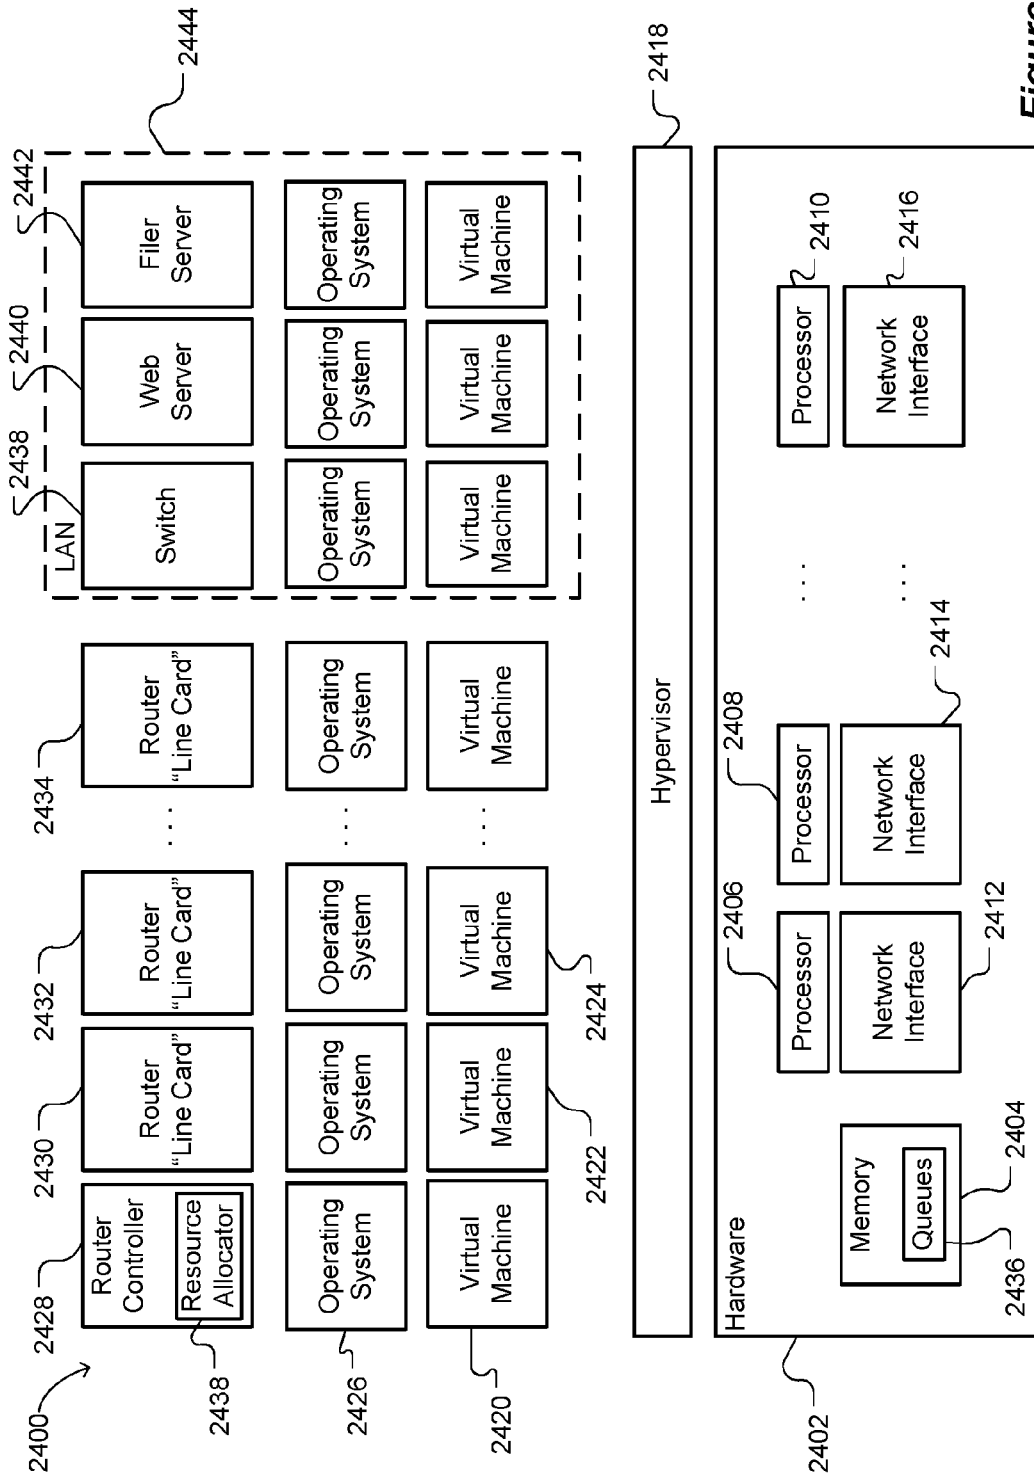 2400
2428
2430
2432
2434
2438
2440
2442
2444
Router
Controller
Resource
Allocator
2438
Router
"Line Card"
Router
"Line Card"
. . .
Router
"Line Card"
LAN
Switch
Web
Server
Filer
Server
2426
Operating
System
Operating
System
Operating
System
. . .
Operating
System
Operating
System
Operating
System
Operating
System
2420
Virtual
Machine
Virtual
Machine
Virtual
Machine
. . .
Virtual
Machine
Virtual
Machine
Virtual
Machine
Virtual
Machine
2422
2424
Hypervisor
2418
2402
Hardware
Memory
Queues
2436
2404
2406
Processor
2408
Processor
. . .
Processor
2410
Network
Interface
2412
Network
Interface
2414
. . .
Network
Interface
2416
Figure